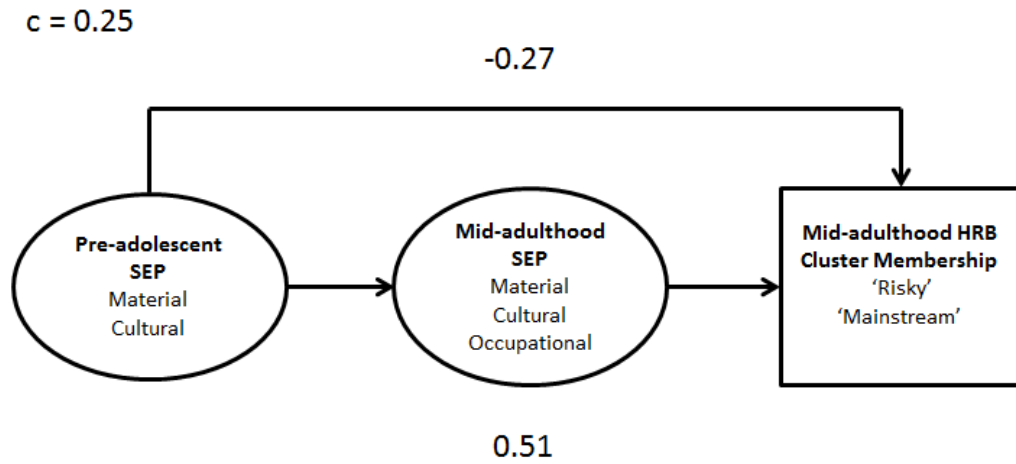 c = 0.25
-0.27
Pre-adolescent
SEP
Material
Cultural
Mid-adulthood
SEP
Material
Cultural
Occupational
Mid-adulthood HRB
Cluster Membership
‘Risky’
‘Mainstream’
0.51